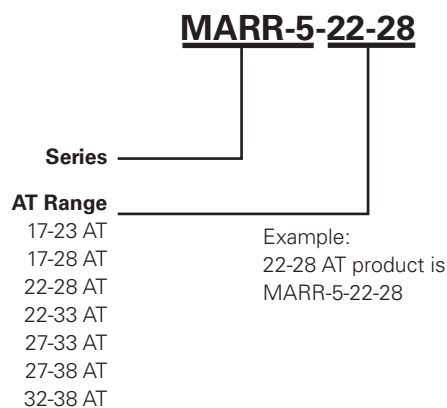 MARR-5-22-28
Series
AT Range
17-23 AT
17-28 AT
22-28 AT
22-33 AT
27-33 AT
27-38 AT
32-38 AT
Example:
22-28 AT product is
MARR-5-22-28